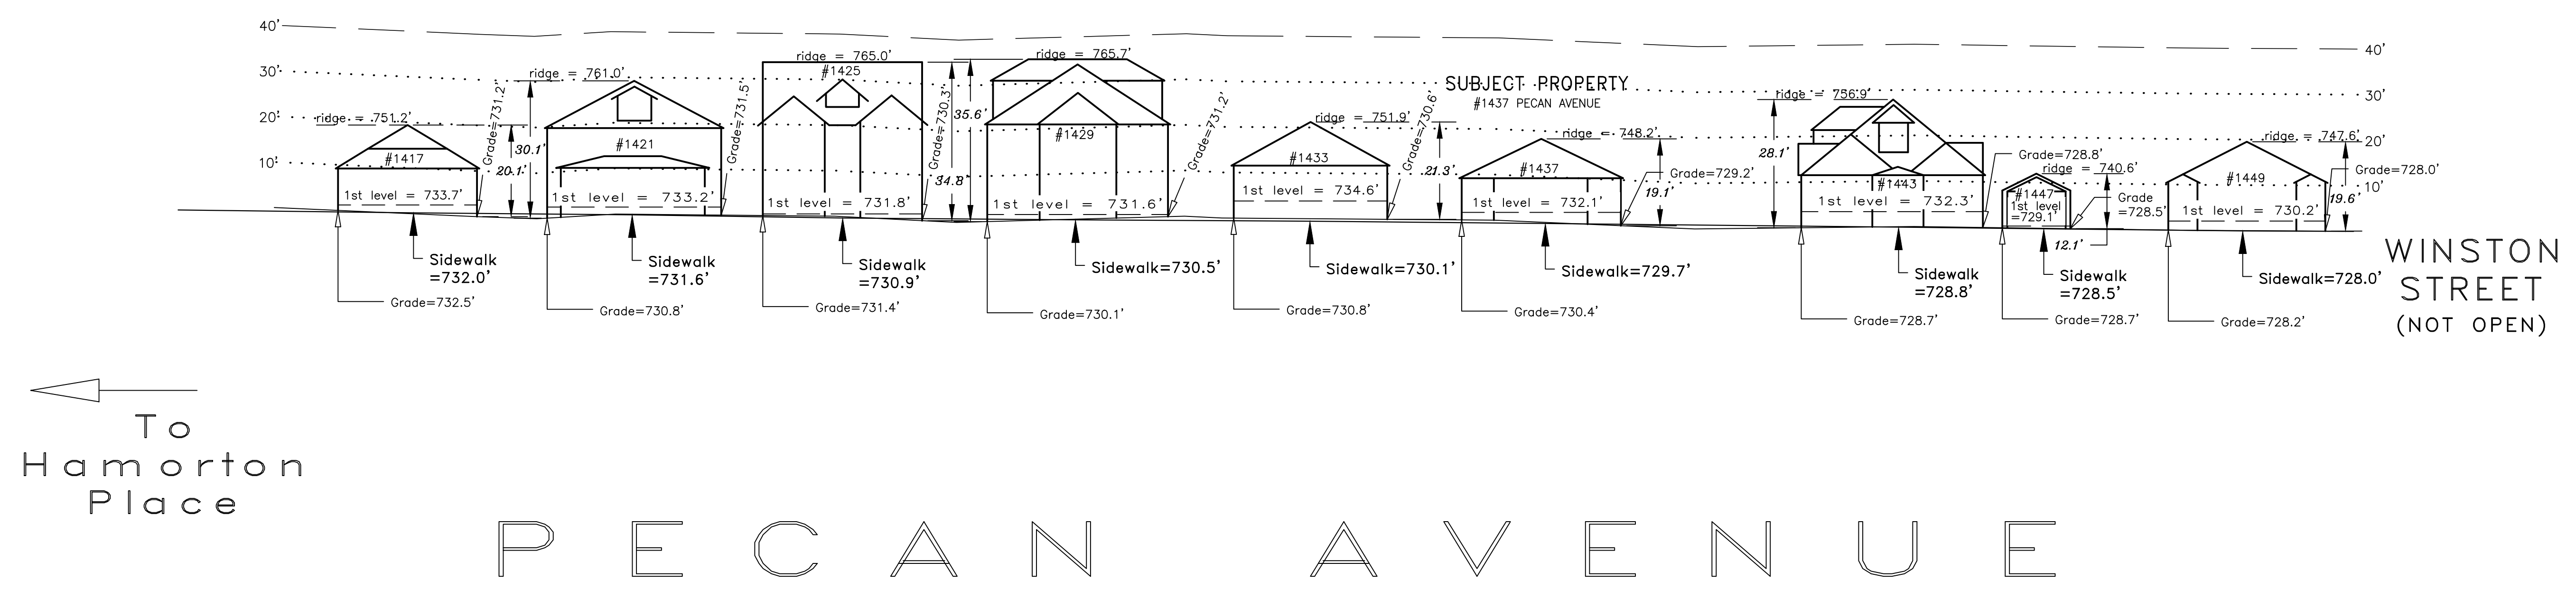 40'
30'
20'
10'
ridge = 751.2'
#1417
1st level = 733.7'
Grade=731.2'
20.1'
Sidewalk
=732.0'
Grade=732.5'
ridge = 761.0'
30.1'
#1421
1st level = 733.2'
Grade=731.5'
Sidewalk
=731.6'
Grade=730.8'
ridge = 765.0'
#1425
1st level = 731.8'
Grade=730.3'
34.8'
Sidewalk
=730.9'
Grade=731.4'
ridge = 765.7'
35.6'
#1429
1st level = 731.6'
Grade=731.2'
Sidewalk=730.5'
Grade=730.1'
ridge = 751.9'
#1433
1st level = 734.6'
Grade=730.6'
21.3'
Sidewalk=730.1'
Grade=730.8'
SUBJECT PROPERTY
#1437 PECAN AVENUE
ridge = 748.2'
#1437
1st level = 732.1'
Grade=729.2'
19.1'
Sidewalk=729.7'
Grade=730.4'
ridge = 756.9'
28.1'
#1443
1st level = 732.3'
Grade=728.8'
Sidewalk
=728.8'
Grade=728.7'
ridge = 740.6'
#1447
1st level
=729.1'
Grade
=728.5'
12.1'
Sidewalk
=728.5'
Grade=728.7'
ridge = 747.6'
#1449
1st level = 730.2'
Grade=728.0'
19.6'
Sidewalk=728.0'
Grade=728.2'
40'
30'
20'
10'
WINSTON
STREET
(NOT OPEN)
To
Hamorton
Place
PECAN AVENUE